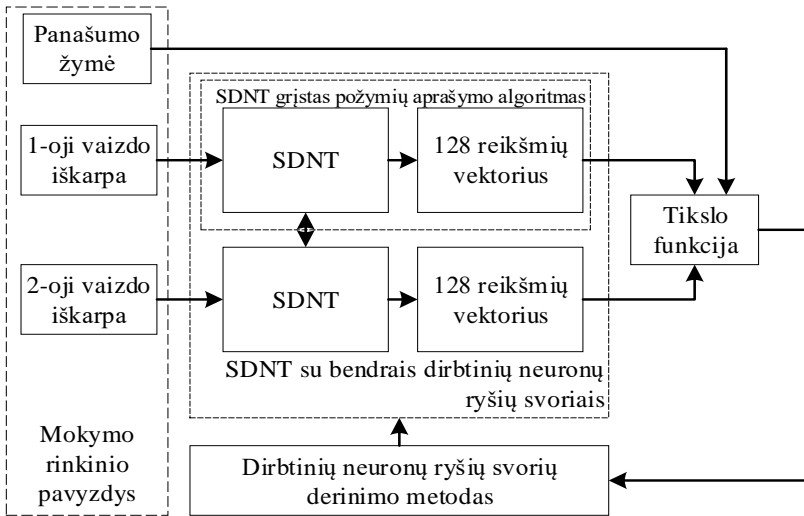 Panašumo
žymė
SDNT grįstas požymių aprašymo algoritmas
1-oji vaizdo
iškarpa
SDNT
128 reikšmių
vektorius
Tikslo
funkcija
2-oji vaizdo
iškarpa
SDNT
128 reikšmių
vektorius
SDNT su bendrais dirbtinių neuronų
ryšių svoriais
Mokymo
rinkinio
pavyzdys
Dirbtinių neuronų ryšių svorių
derinimo metodas